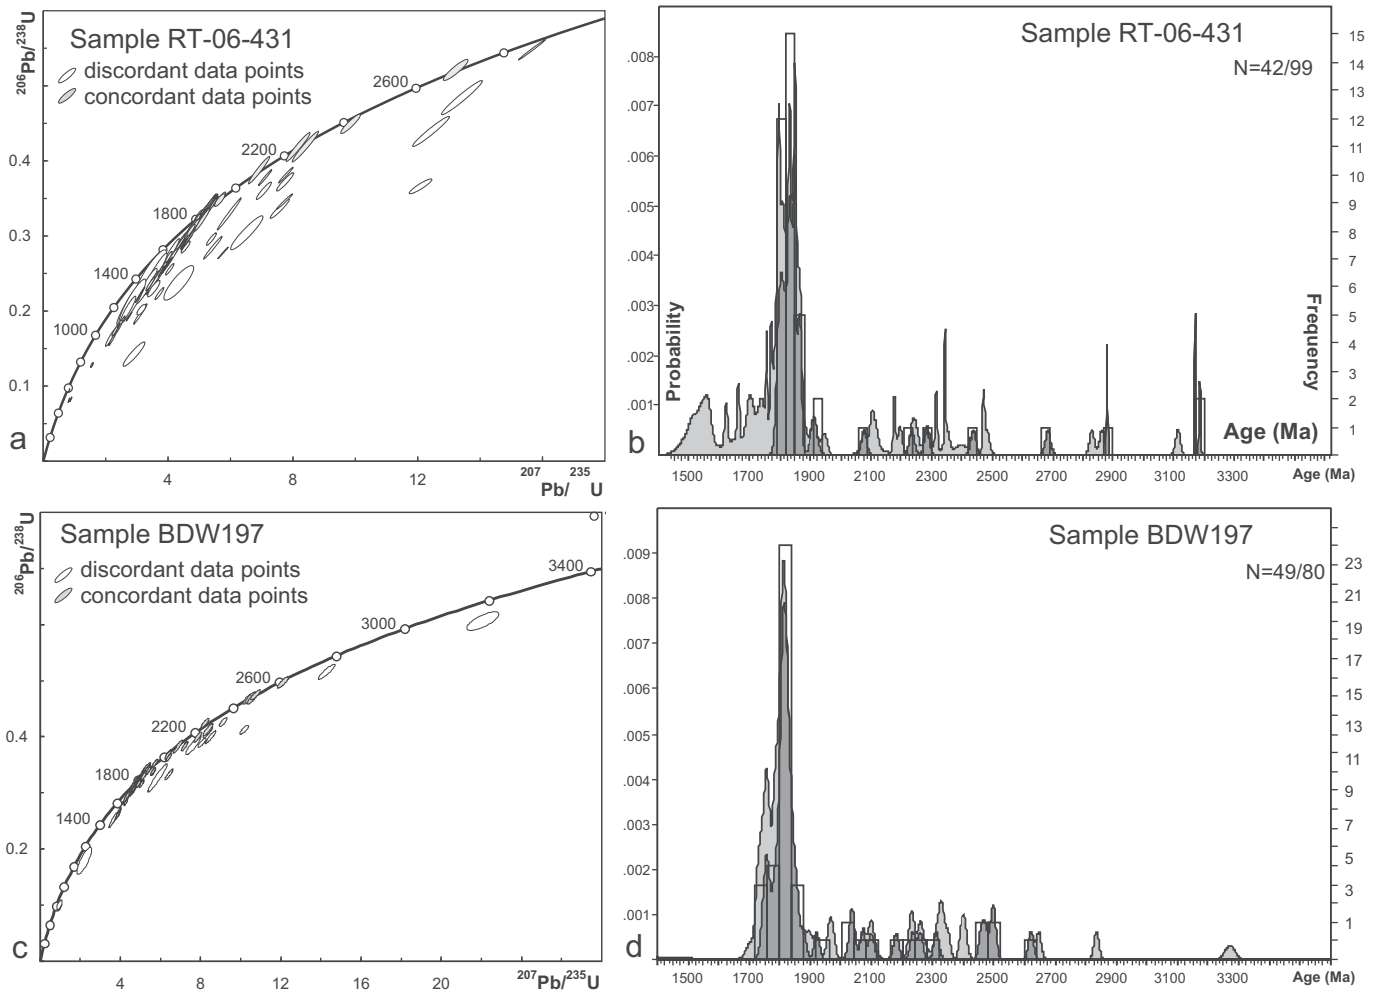 Sample RT-06-431
discordant data points
concordant data points
206Pb/238U
0.4
0.3
0.2
0.1
2600
2200
1800
1400
1000
a
4
8
12
207Pb/235U
Sample RT-06-431
N=42/99
.008
.007
.006
.005
.004
.003
.002
.001
Probability
Frequency
15
14
13
12
11
10
9
8
7
6
5
4
3
2
1
b
Age (Ma)
1500 1700 1900 2100 2300 2500 2700 2900 3100 3300 Age (Ma)
Sample BDW197
discordant data points
concordant data points
206Pb/238U
0.4
0.2
3400
3000
2600
2200
1800
1400
c
4 8 12 16 20 207Pb/235U
Sample BDW197
N=49/80
.009
.008
.007
.006
.005
.004
.003
.002
.001
23
21
19
17
15
13
11
9
7
5
3
1
d
1500 1700 1900 2100 2300 2500 2700 2900 3100 3300 Age (Ma)